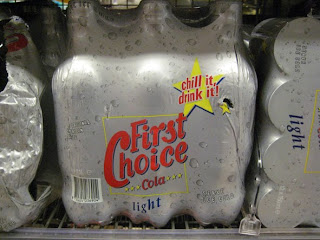 chill it,
drink it!
First
Choice
Cola
light
light